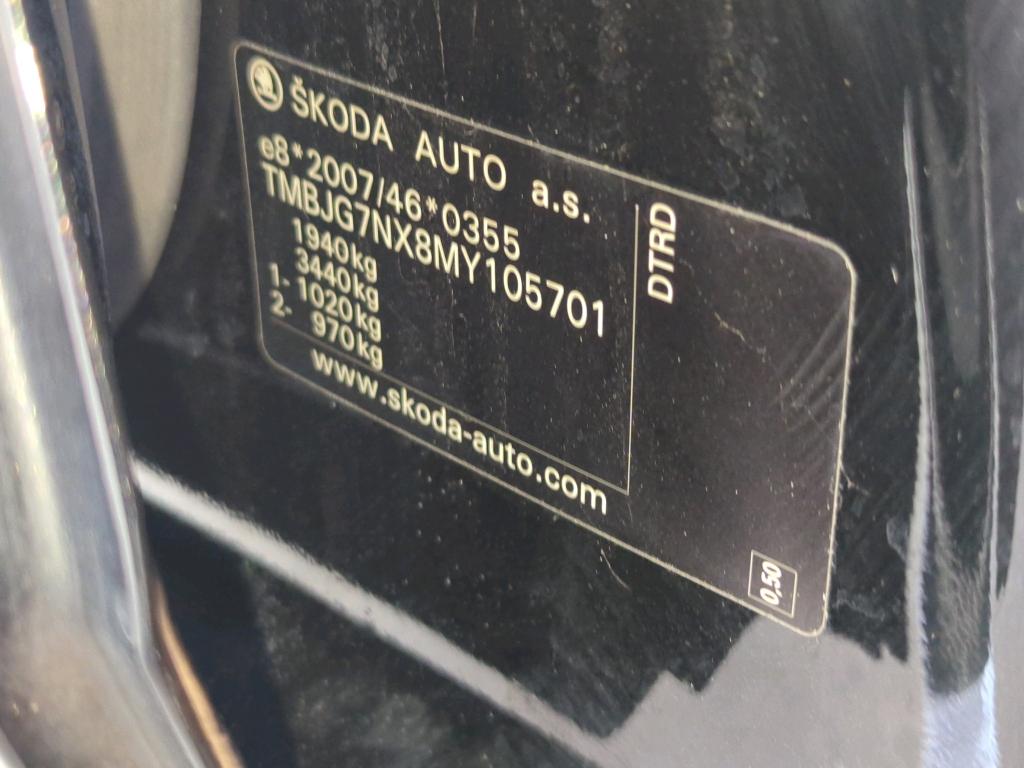 ŠKODA AUTO a.s.
e8*2007/46*0355
TMBJG7NX8MY105701
1940kg
3440kg
1- 1020kg
2- 970kg
www.skoda-auto.com
DTRD
0,50